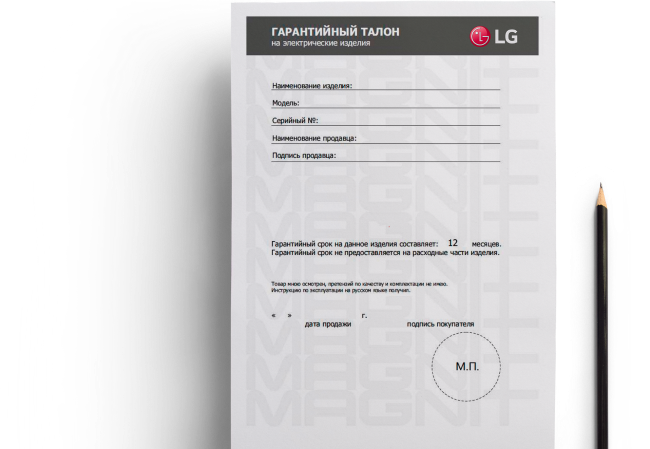 ГАРАНТИЙНЫЙ ТАЛОН
на электрические изделия
LG
Наименование изделия:
Модель:
Серийный №:
Наименование продавца:
Подпись продавца:
Гарантийный срок на данное изделия составляет: 12 месяцев.
Гарантийный срок не предоставляется на расходные части изделия.
Товар мною осмотрен, претензий по качеству и комплектации не имею.
Инструкцию по эксплуатации на русском языке получил.
« » г.
дата продажи подпись покупателя
М.П.
MAGNIT